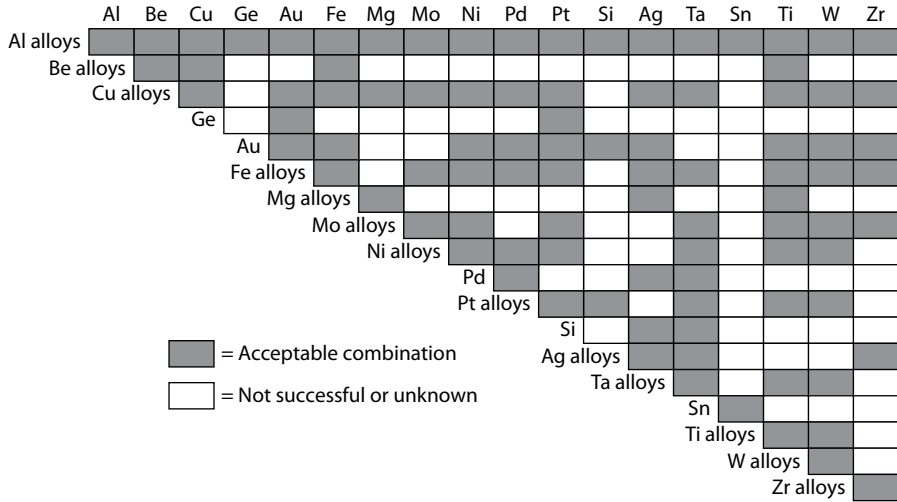 Al Be Cu Ge Au Fe Mg Mo Ni Pd Pt Si Ag Ta Sn Ti W Zr
Al alloys
Be alloys
Cu alloys
Ge
Au
Fe alloys
Mg alloys
Mo alloys
Ni alloys
Pd
Pt alloys
Si
= Acceptable combination
Ag alloys
Ta alloys
= Not successful or unknown
Sn
Ti alloys
W alloys
Zr alloys